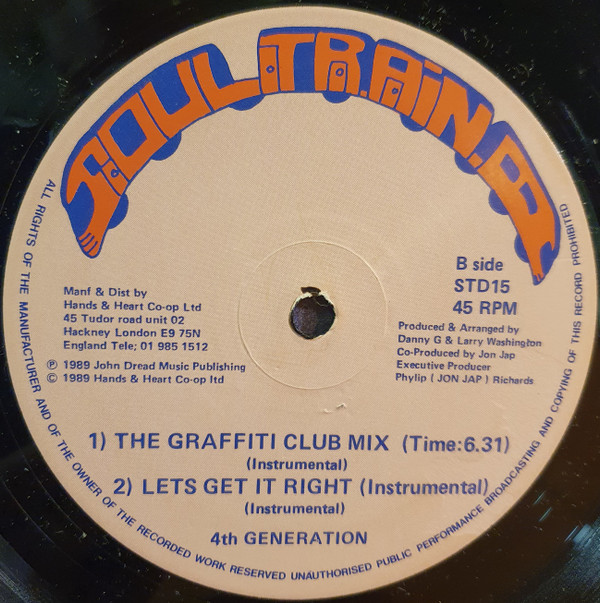 SOUL.TRAIN.
B side
STD15
45 RPM
Manf & Dist by
Hands & Heart Co-op Ltd
45 Tudor road unit 02
Hackney London E9 75N
England Tele; 01 985 1512
℗ 1989 John Dread Music Publishing
© 1989 Hands & Heart Co-op ltd
Produced & Arranged by
Danny G & Larry Washington
Co-Produced by Jon Jap
Executive Producer
Phylip ( JON JAP ) Richards
1) THE GRAFFITI CLUB MIX (Time:6.31)
(Instrumental)
2) LETS GET IT RIGHT (Instrumental)
(Instrumental)
4th GENERATION
ALL RIGHTS OF THE MANUFACTURER AND OF THE OWNER OF THE RECORDED WORK RESERVED UNAUTHORISED PUBLIC PERFORMANCE BROADCASTING AND COPYING OF THIS RECORD PROHIBITED